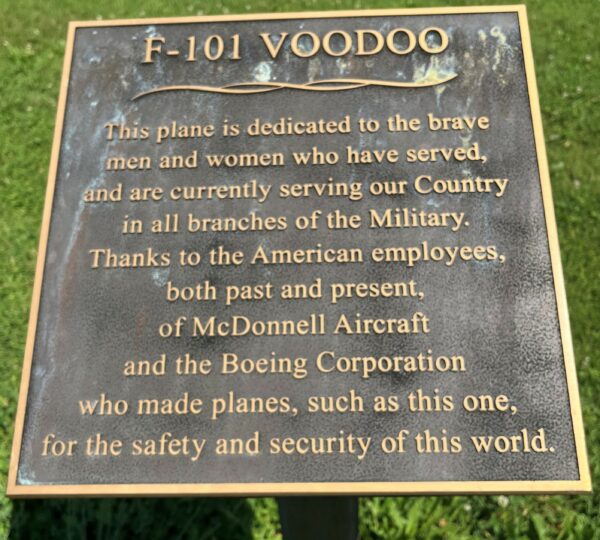 F-101 VOODOO
This plane is dedicated to the brave
men and women who have served,
and are currently serving our Country
in all branches of the Military.
Thanks to the American employees,
both past and present,
of McDonnell Aircraft
and the Boeing Corporation
who made planes, such as this one,
for the safety and security of this world.